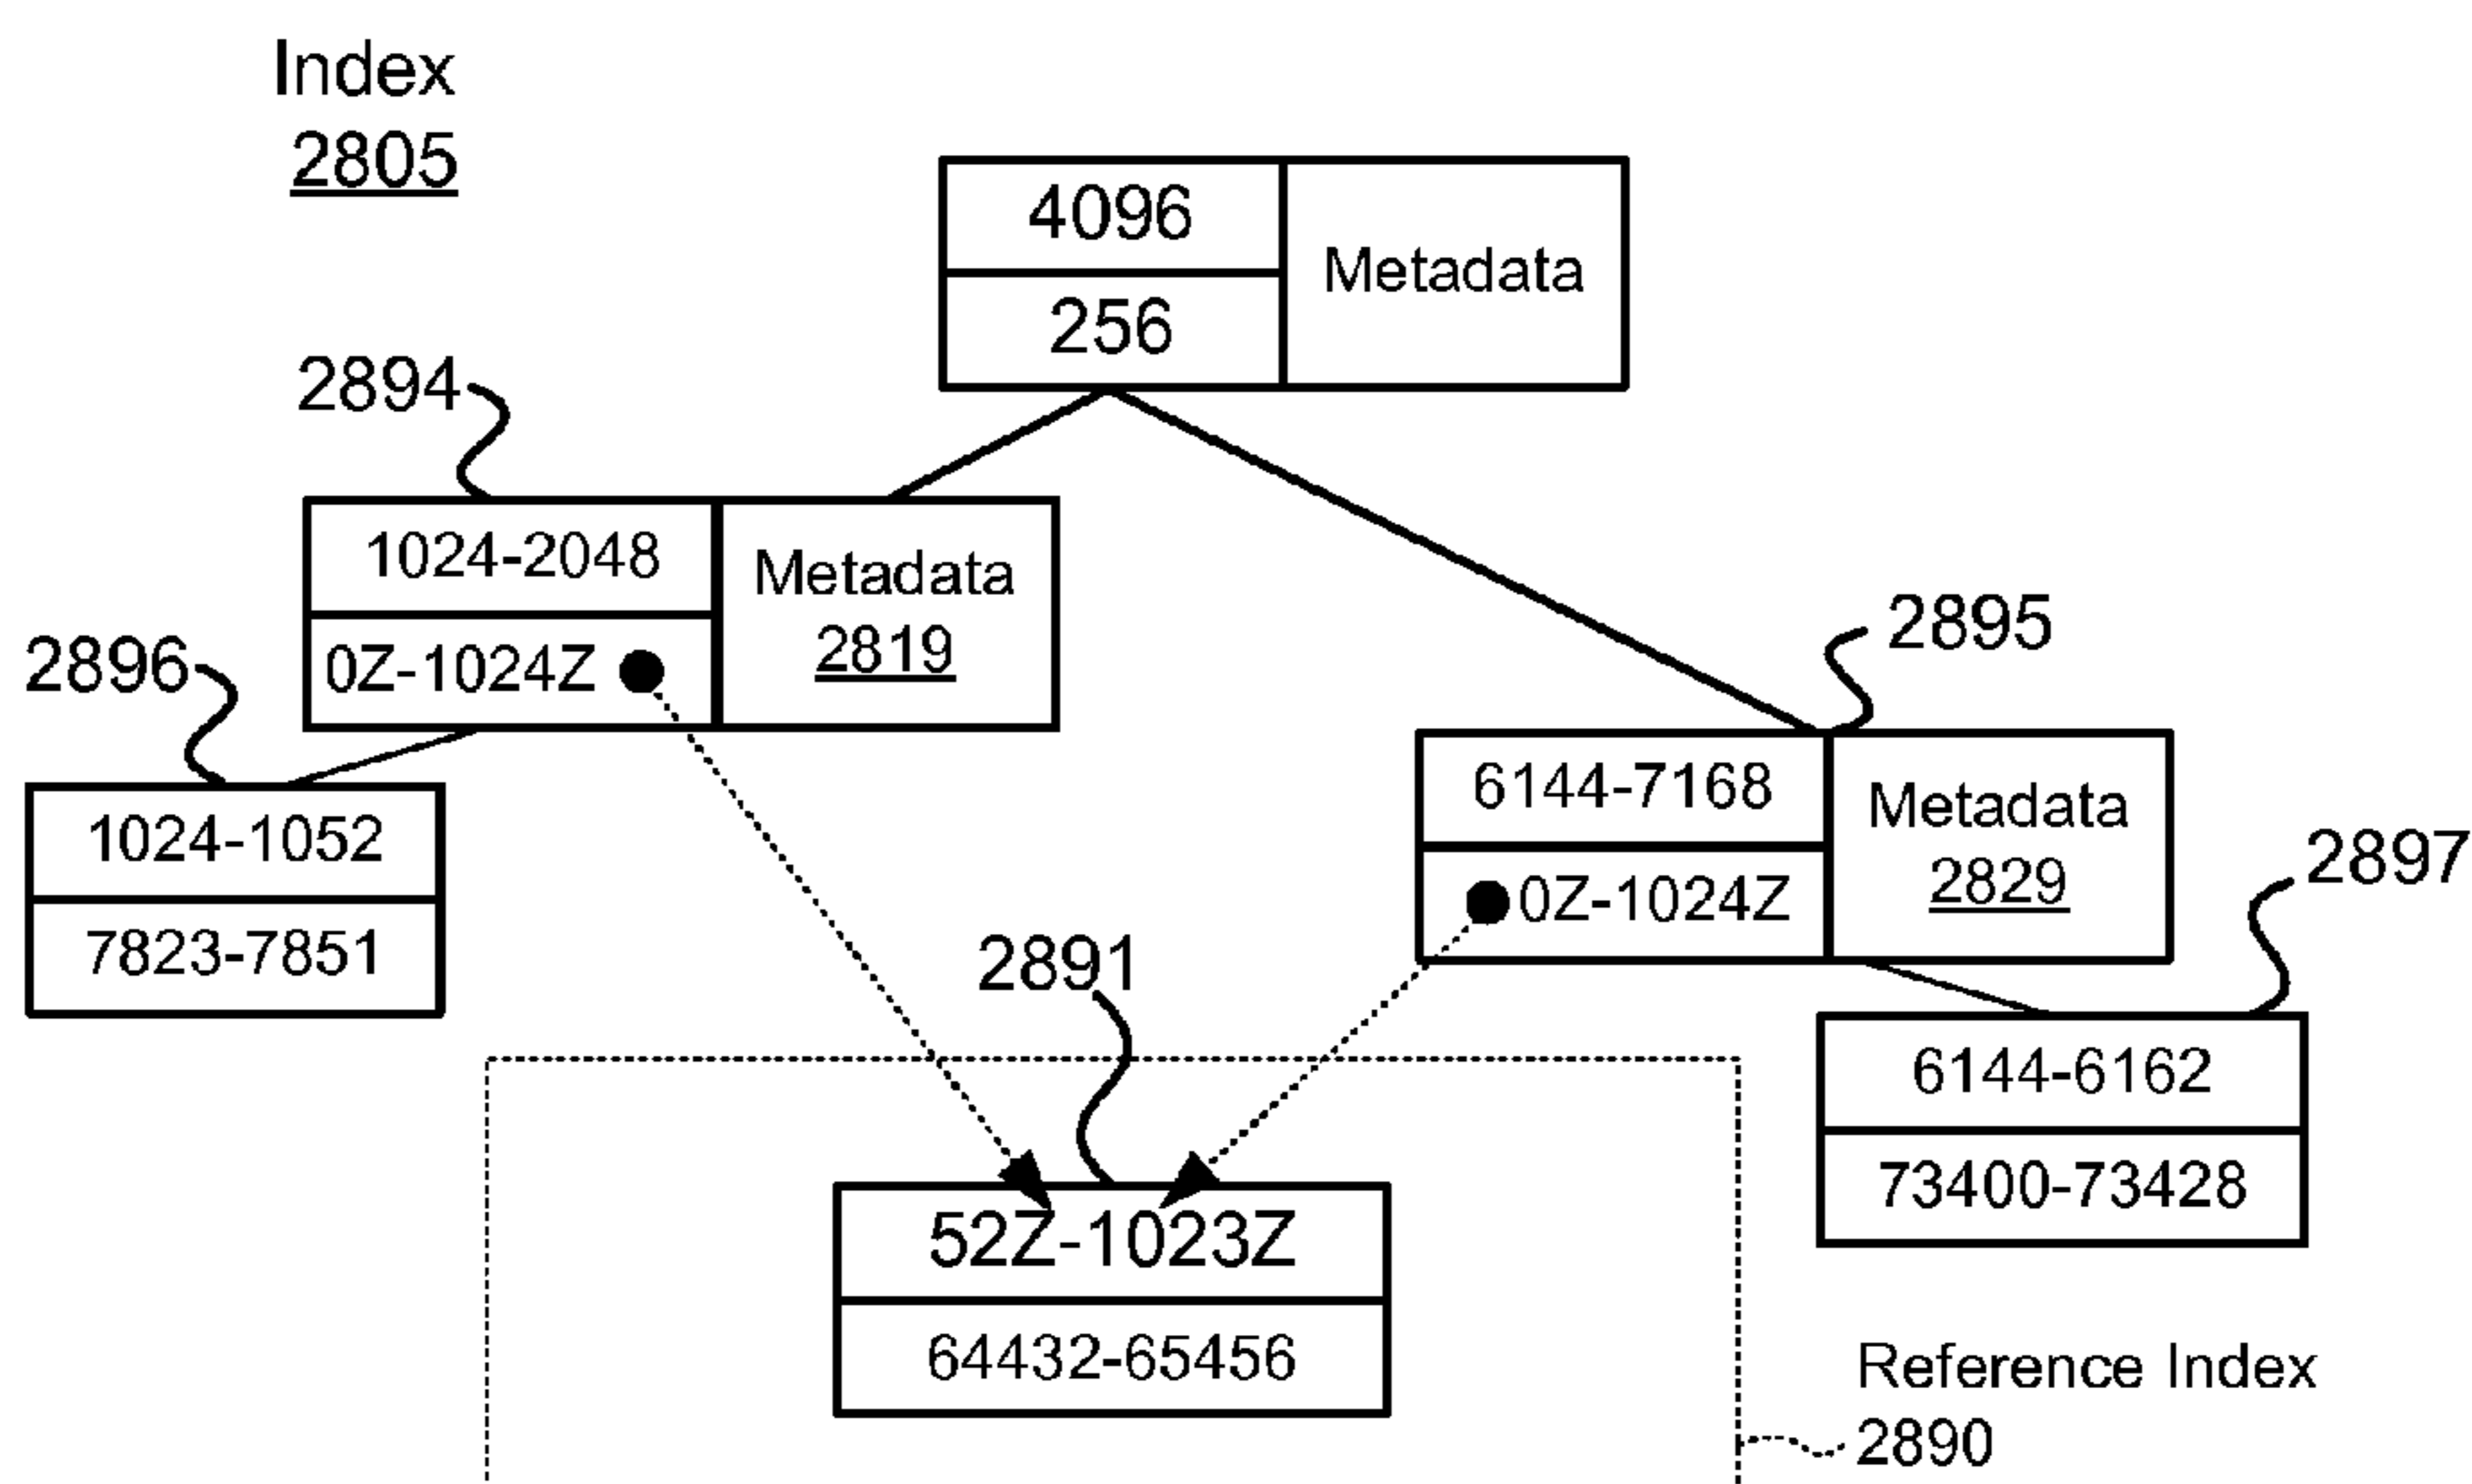 Index
2805
4096
256
Metadata
2894
1024-2048
0Z-1024Z
Metadata
2819
2896
1024-1052
7823-7851
2895
6144-7168
0Z-1024Z
Metadata
2829
2897
6144-6162
73400-73428
2891
52Z-1023Z
64432-65456
Reference Index
2890